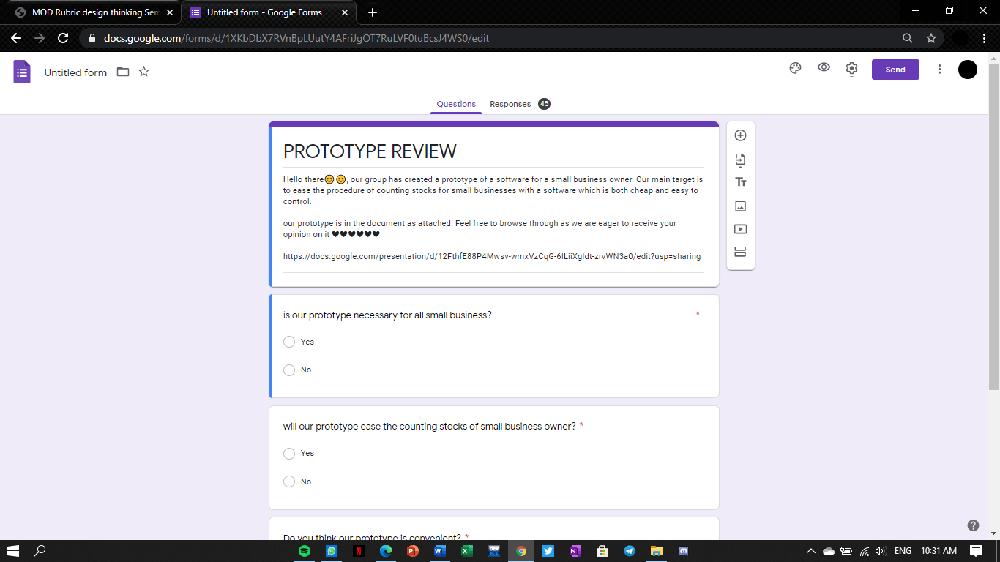 MOD Rubric design thinking Sem
Untitled form - Google Forms
docs.google.com/forms/d/1XKbDbX7RVnBpLUutY4AFriJgOT7RuLVF0tuBcsJ4WS0/edit
Untitled form
Send
Questions
Responses 45
PROTOTYPE REVIEW
Hello there😊😊, our group has created a prototype of a software for a small business owner. Our main target is
to ease the procedure of counting stocks for small businesses with a software which is both cheap and easy to
control.
our prototype is in the document as attached. Feel free to browse through as we are eager to receive your
opinion on it ♥♥♥♥♥♥
https://docs.google.com/presentation/d/12FthfE88P4Mwsv-wmxVzCqG-6ILiiXgldt-zrvWN3a0/edit?usp=sharing
is our prototype necessary for all small business? *
Yes
No
will our prototype ease the counting stocks of small business owner? *
Yes
No
Do you think our prototype is convenient? *
ENG
10:31 AM